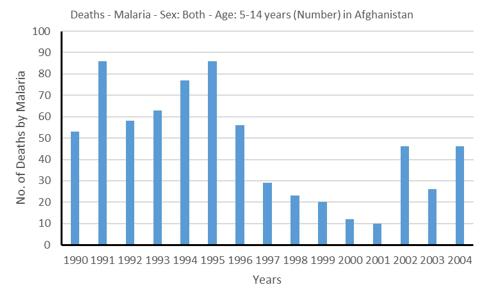 Deaths - Malaria - Sex: Both - Age: 5-14 years (Number) in Afghanistan
No. of Deaths by Malaria
100
90
80
70
60
50
40
30
20
10
0
1990 1991 1992 1993 1994 1995 1996 1997 1998 1999 2000 2001 2002 2003 2004
Years